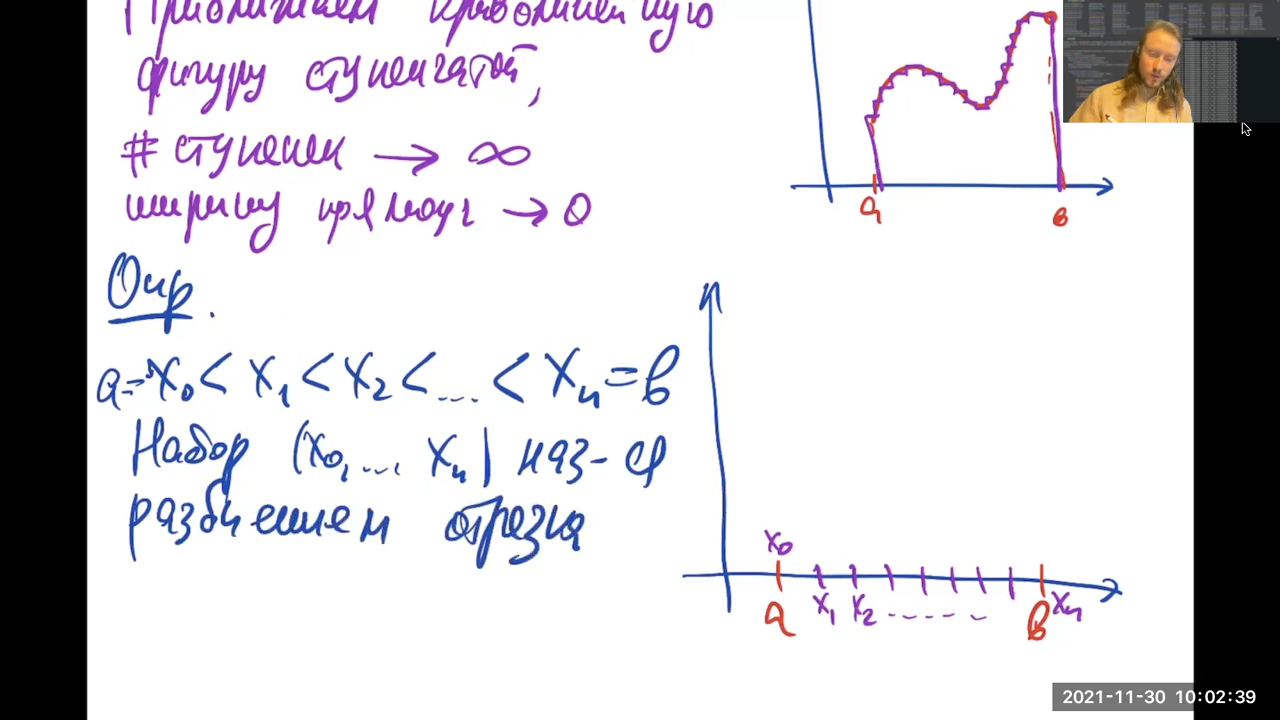 Приближаем криволинейную
фигуру ступенчатой,
# ступенек → ∞
ширину прямоуг → 0
a
b
Опр.
a = x₀ < x₁ < x₂ < ... < xₙ = b
Набор (x₀, ... xₙ) наз-ся
разбиением отрезка
x₀
x₁ x₂ - - - - - xₙ
a
b
2021-11-30 10:02:39